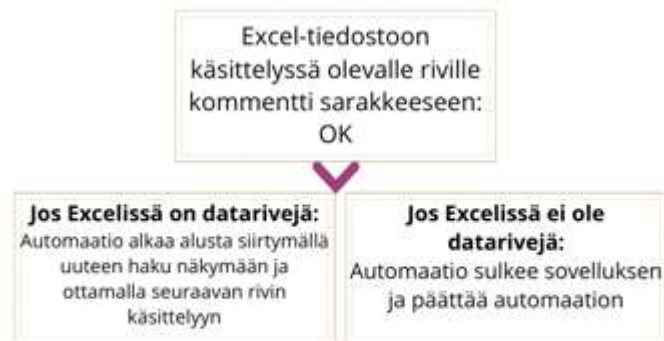 Excel-tiedostoon
käsittelyssä olevalle riville
kommentti sarakkeeseen:
OK
Jos Excelissä on datarivejä:
Automaatio alkaa alusta siirtymällä
uuteen haku näkymään ja
ottamalla seuraavan rivin
käsittelyyn
Jos Excelissä ei ole
datarivejä:
Automaatio sulkee sovelluksen
ja päättää automaation